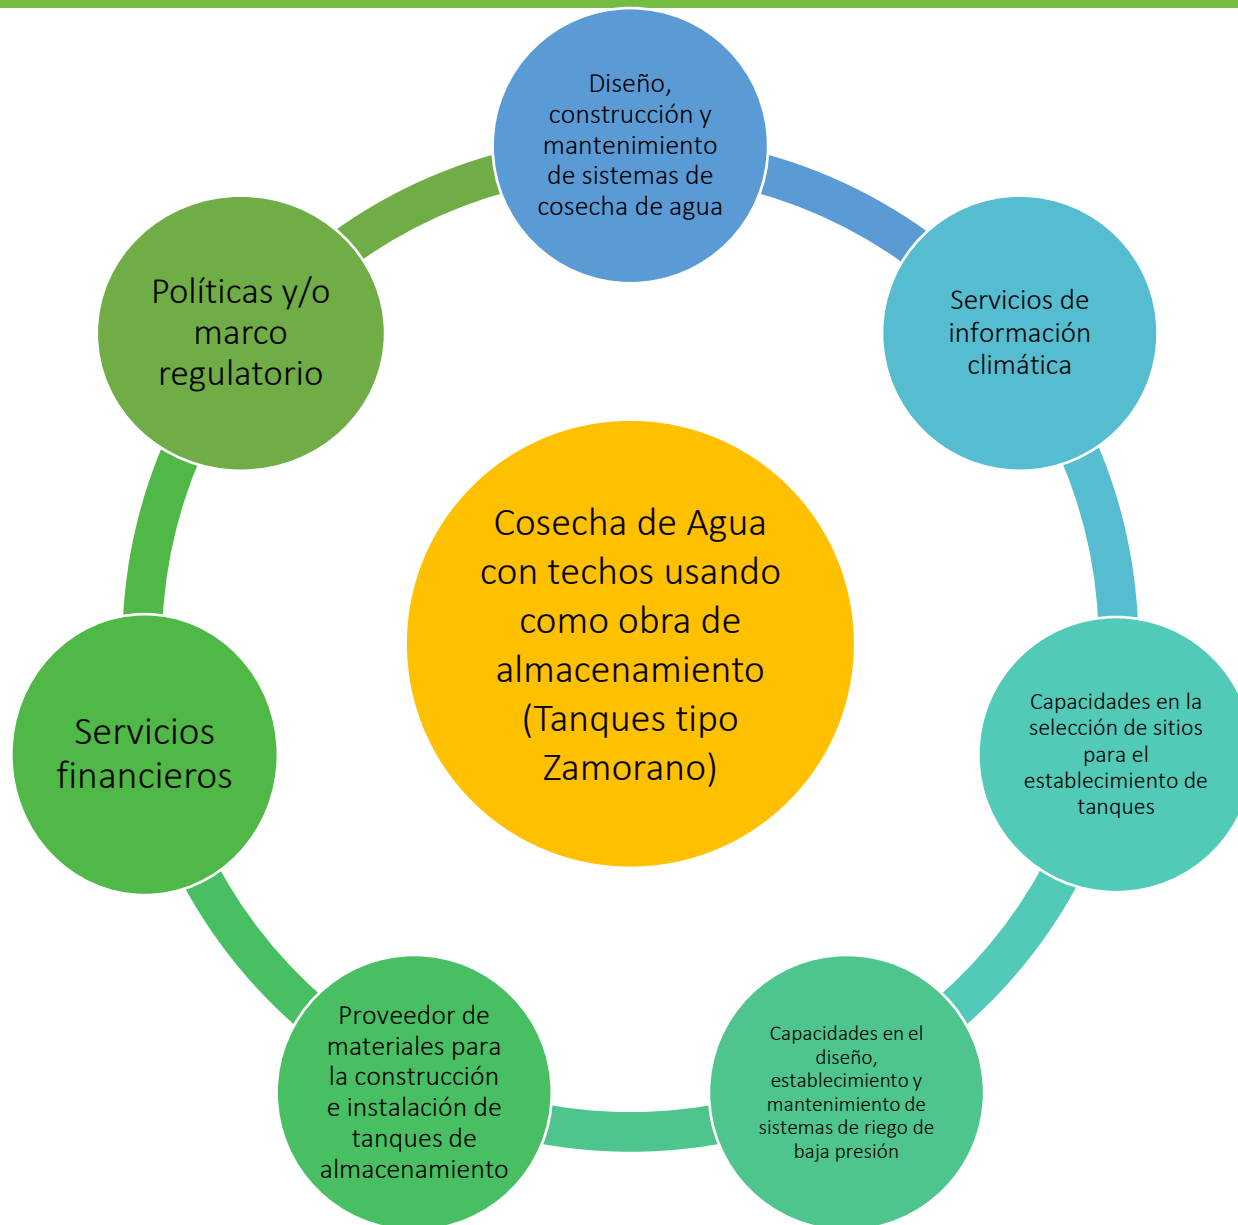 Diseño,
construcción y
mantenimiento
de sistemas de
cosecha de agua
Servicios de
información
climática
Capacidades en la
selección de sitios
para el
establecimiento de
tanques
Capacidades en el
diseño,
establecimiento y
mantenimiento de
sistemas de riego de
baja presión
Proveedor de
materiales para
la construcción
e instalación de
tanques de
almacenamiento
Servicios
financieros
Políticas y/o
marco
regulatorio
Cosecha de Agua
con techos usando
como obra de
almacenamiento
(Tanques tipo
Zamorano)